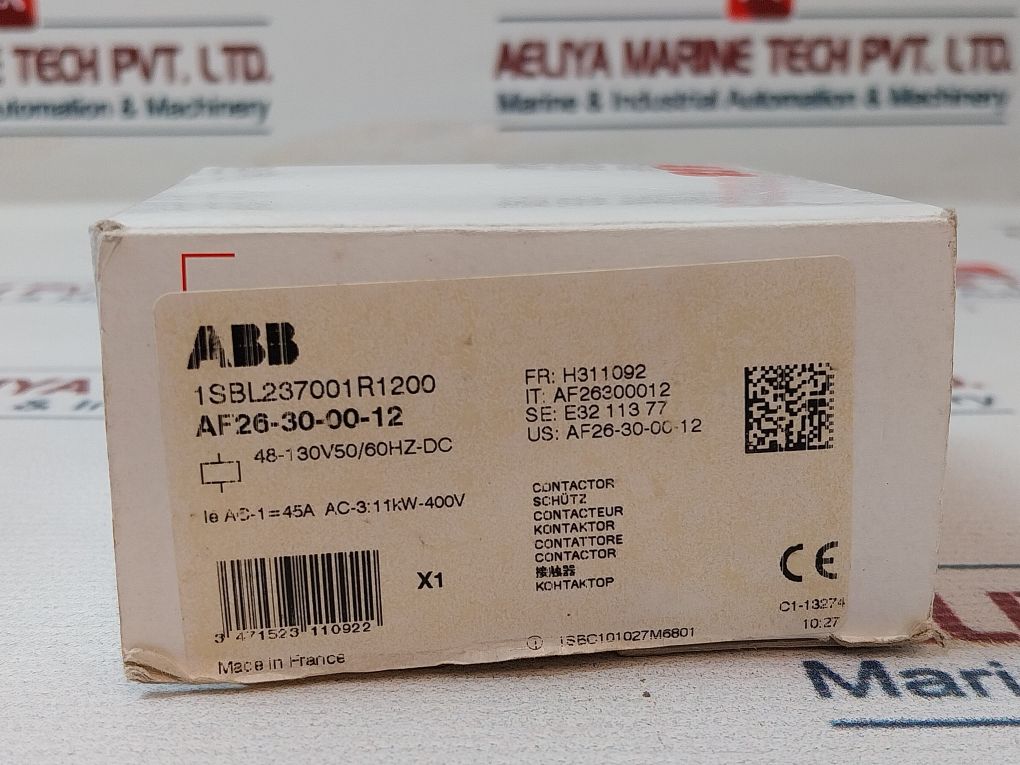 E TECH PVT. LTD.
utomation & Machinery
AEUYA MARINE TECH PVT. LTD.
Marine & Industrial Automation & Machinery
ABB
1SBL237001R1200
AF26-30-00-12
48-130V50/60HZ-DC
Ie AC-1=45A AC-3:11kW-400V
3 471523 110922
X1
Made in France
FR: H311092
IT: AF26300012
SE: E32 113 77
US: AF26-30-00-12
CONTACTOR
SCHÜTZ
CONTACTEUR
KONTAKTOR
CONTATTORE
CONTACTOR
接触器
КОНТАКТОР
1SBC101027M6801
CE
C1-13274
10:27
Mari